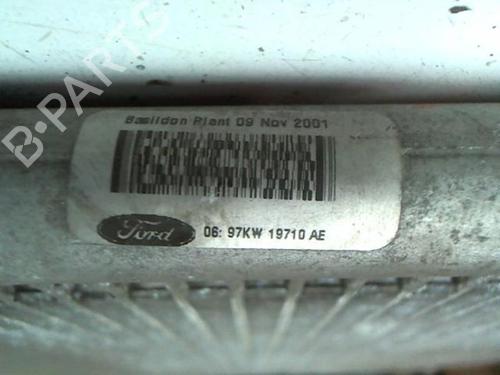 Basildon Plant 09 Nov 2001
Ford
06: 97KW 19710 AE
B-PARTS